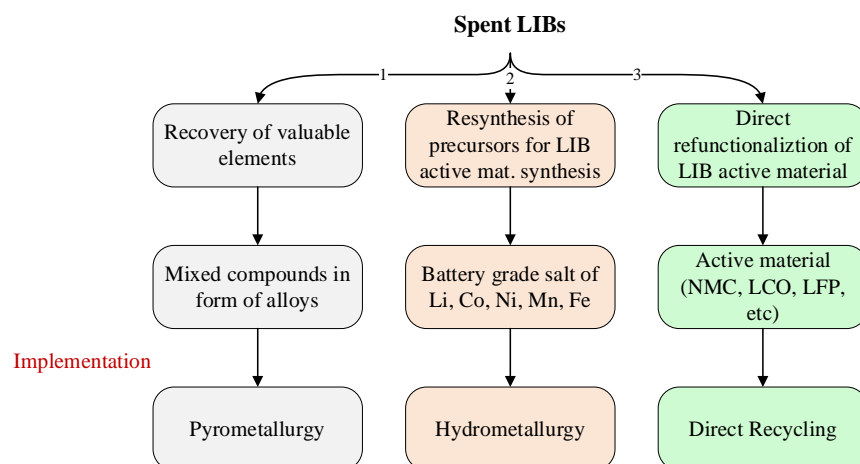 Spent LIBs
1
2
3
Recovery of valuable
elements
Resynthesis of
precursors for LIB
active mat. synthesis
Direct
refunctionaliztion of
LIB active material
Mixed compounds in
form of alloys
Battery grade salt of
Li, Co, Ni, Mn, Fe
Active material
(NMC, LCO, LFP,
etc)
Implementation
Pyrometallurgy
Hydrometallurgy
Direct Recycling